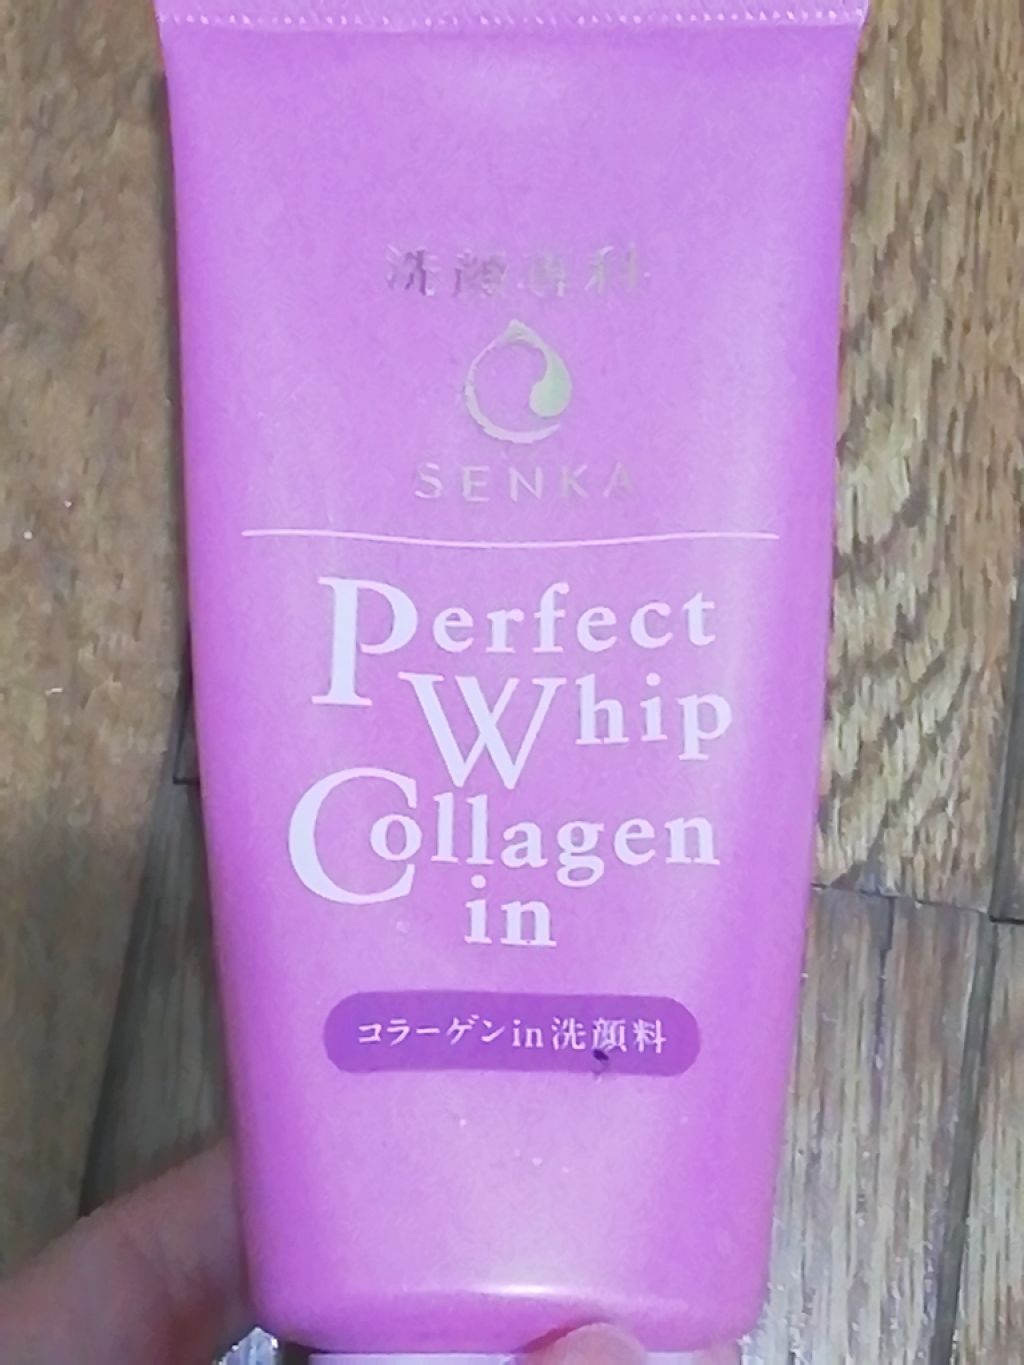 洗顔専科
SENKA
Perfect
Whip
Collagen
in
コラーゲンin洗顔料